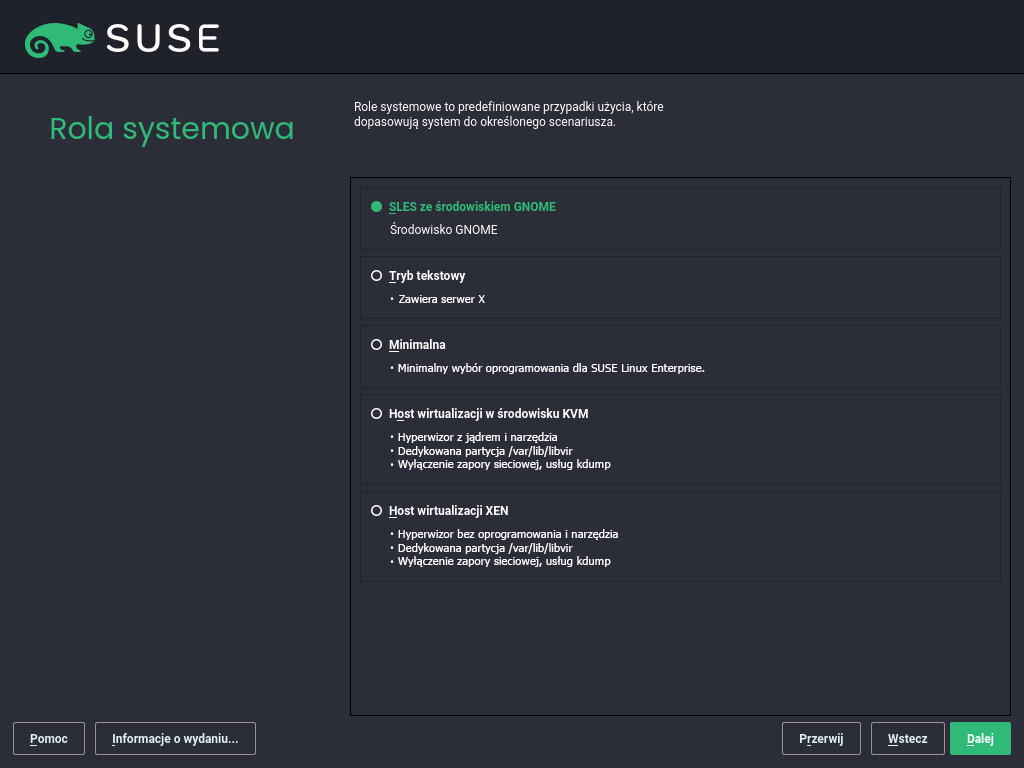 SUSE
Rola systemowa
Role systemowe to predefiniowane przypadki użycia, które
dopasowują system do określonego scenariusza.
SLES ze środowiskiem GNOME
Środowisko GNOME
Tryb tekstowy
• Zawiera serwer X
Minimalna
• Minimalny wybór oprogramowania dla SUSE Linux Enterprise.
Host wirtualizacji w środowisku KVM
• Hyperwizor z jądrem i narzędzia
• Dedykowana partycja /var/lib/libvir
• Wyłączenie zapory sieciowej, usług kdump
Host wirtualizacji XEN
• Hyperwizor bez oprogramowania i narzędzia
• Dedykowana partycja /var/lib/libvir
• Wyłączenie zapory sieciowej, usług kdump
Pomoc
Informacje o wydaniu...
Przerwij
Wstecz
Dalej